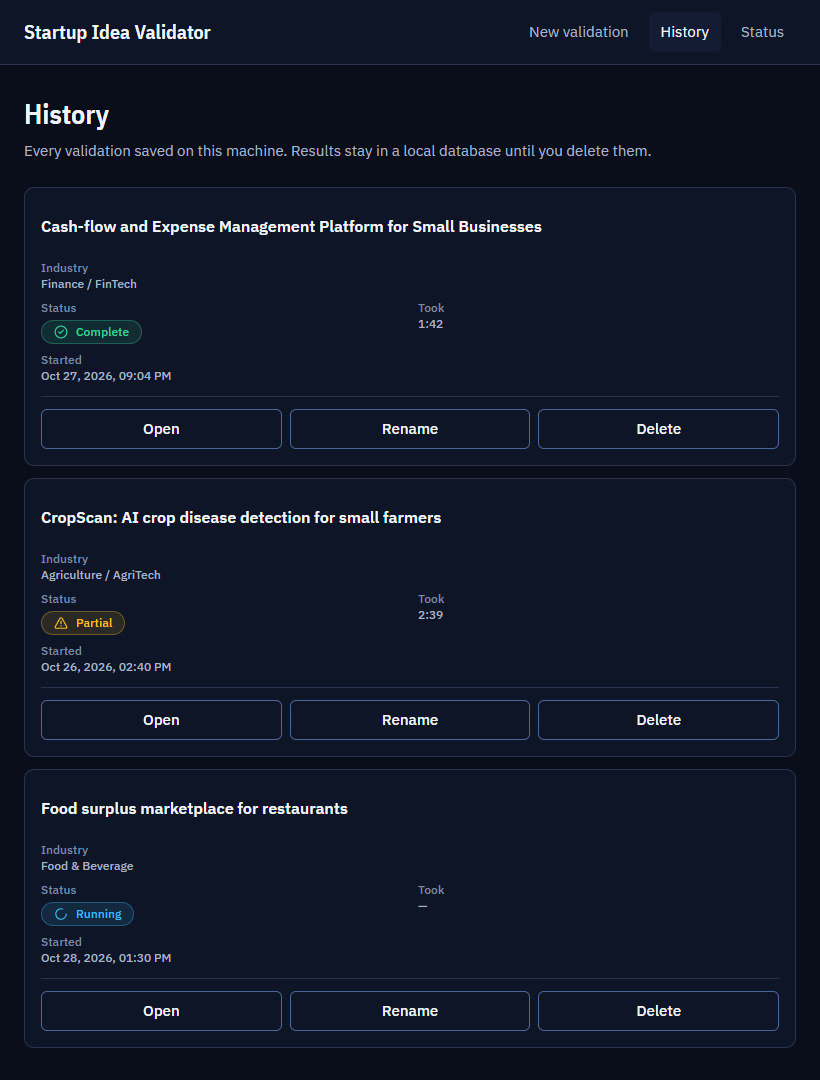 Startup Idea Validator
New validation
History
Status
History
Every validation saved on this machine. Results stay in a local database until you delete them.
Cash-flow and Expense Management Platform for Small Businesses
Industry
Finance / FinTech
Status
Complete
Took
1:42
Started
Oct 27, 2026, 09:04 PM
Open
Rename
Delete
CropScan: AI crop disease detection for small farmers
Industry
Agriculture / AgriTech
Status
Partial
Took
2:39
Started
Oct 26, 2026, 02:40 PM
Open
Rename
Delete
Food surplus marketplace for restaurants
Industry
Food & Beverage
Status
Running
Took
—
Started
Oct 28, 2026, 01:30 PM
Open
Rename
Delete